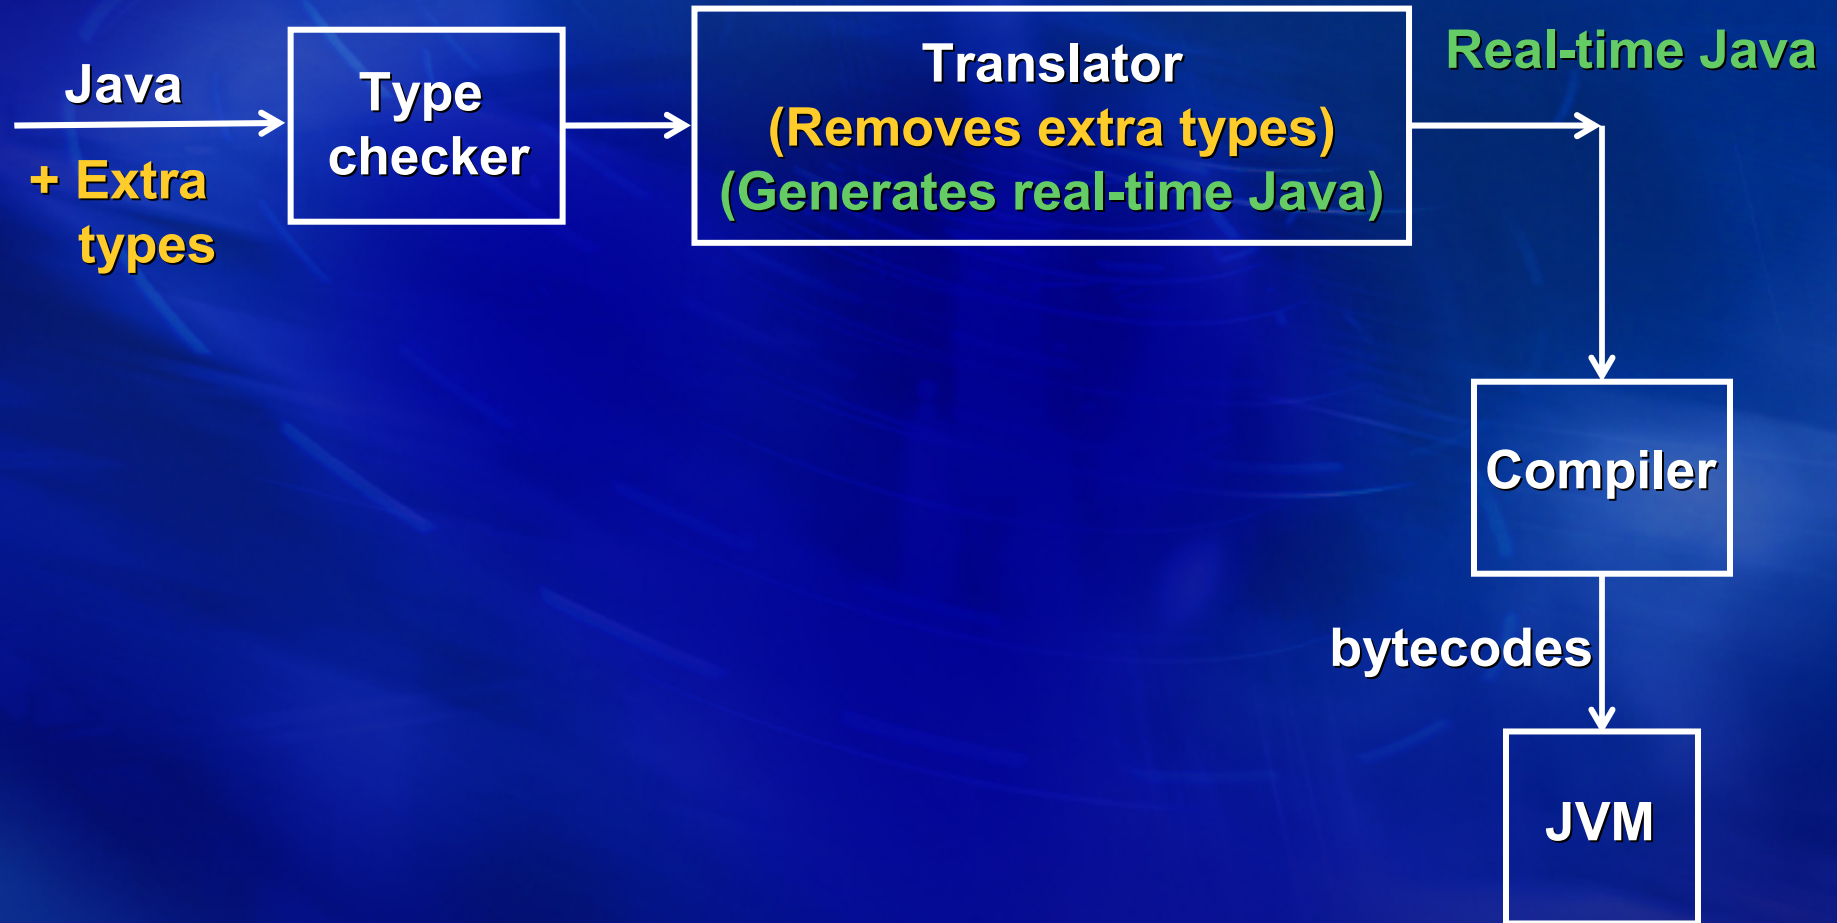 Java
+ Extra
types
Type
checker
Translator
(Removes extra types)
(Generates real-time Java)
Real-time Java
Compiler
bytecodes
JVM